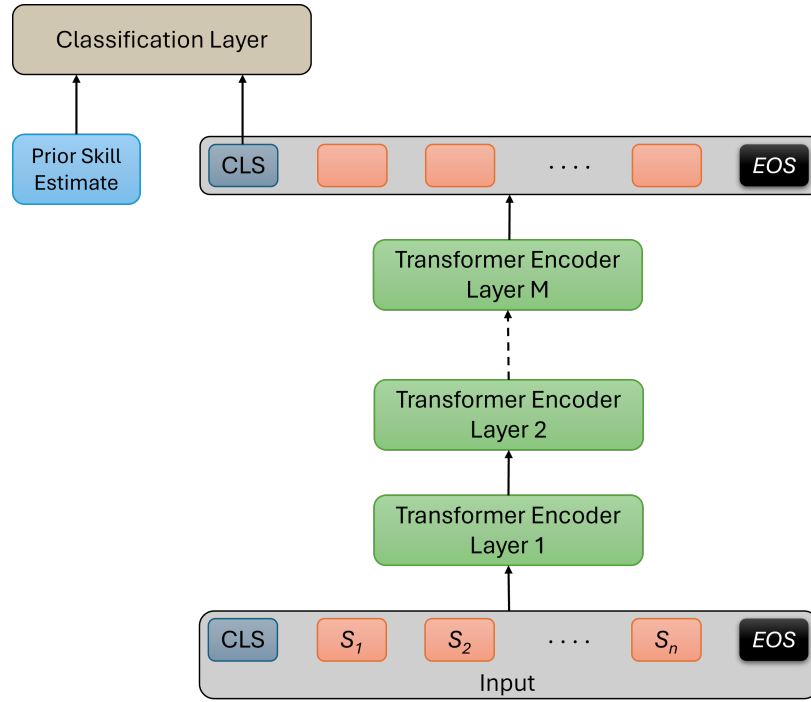 Classification Layer
Prior Skill
Estimate
CLS
....
EOS
Transformer Encoder
Layer M
Transformer Encoder
Layer 2
Transformer Encoder
Layer 1
CLS
S1
S2
....
Sn
EOS
Input